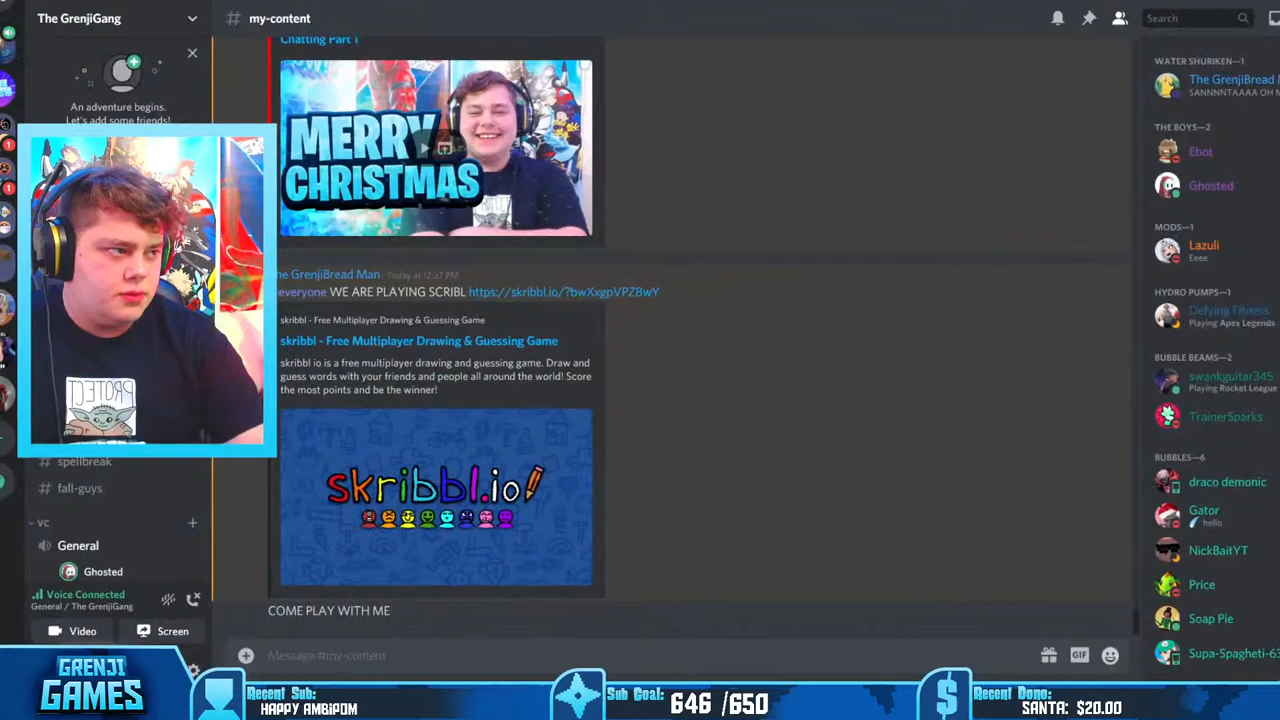 The GrenjiGang
# my-content
Search
An adventure begins.
Let's add some friends!
PROTECT
# spellbreak
# fall-guys
VC
General
Ghosted
Voice Connected
General / The GrenjiGang
Video
Screen
Chatting Part 1
MERRY
CHRISTMAS
he GrenjiBread Man Today at 12:37 PM
everyone WE ARE PLAYING SCRIBL https://skribbl.io/?bwXxgpVPZBwY
skribbl - Free Multiplayer Drawing & Guessing Game
skribbl - Free Multiplayer Drawing & Guessing Game
skribbl io is a free multiplayer drawing and guessing game. Draw and
guess words with your friends and people all around the world! Score
the most points and be the winner!
skribbl.io
COME PLAY WITH ME
Message #my-content
GIF
WATER SHURIKEN—1
The GrenjiBread M
SANNNNTAAAA OH M
THE BOYS—2
Ebot
Ghosted
MODS—1
Lazuli
Eeee
HYDRO PUMPS—1
Defying Fitness
Playing Apex Legends
BUBBLE BEAMS—2
swankguitar345
Playing Rocket League
TrainerSparks
BUBBLES—6
draco demonic
Gator
hello
NickBaitYT
Price
Soap Pie
Supa-Spagheti-63
GRENJI
GAMES
Recent Sub:
HAPPY AMBIPOM
Sub Goal: 646 /650
Recent Dono:
SANTA: $20.00